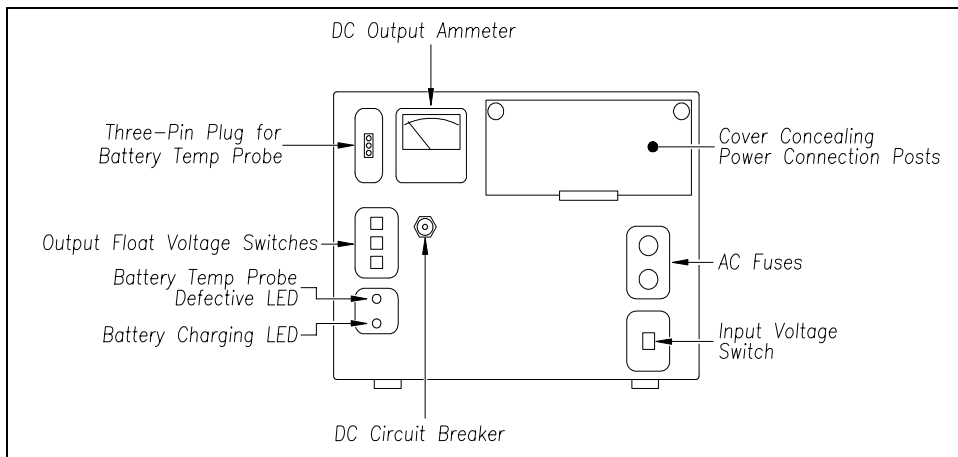 DC Output Ammeter
Three-Pin Plug for
Battery Temp Probe
Cover Concealing
Power Connection Posts
Output Float Voltage Switches
AC Fuses
Battery Temp Probe
Defective LED
Battery Charging LED
Input Voltage
Switch
DC Circuit Breaker